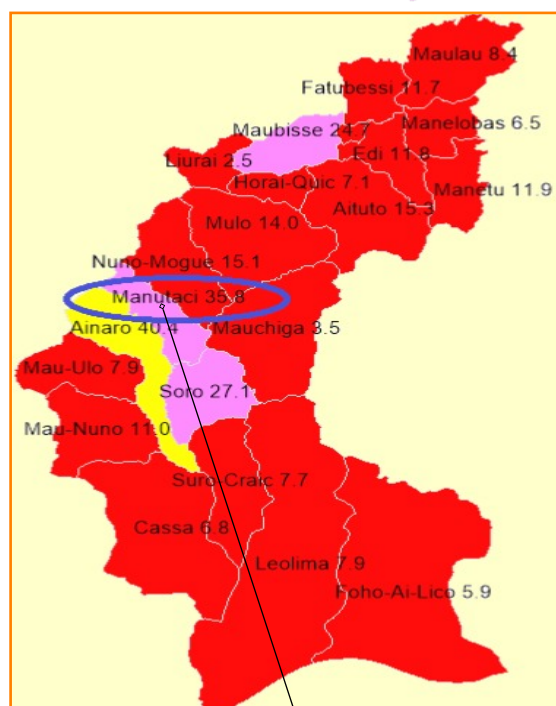 Maulau 8.4
Fatubessi 11.7
Maubisse 24.7
Manelobas 6.5
Edi 11.8
Liurai 2.5
Horai-Quic 7.1
Manetu 11.9
Aituto 15.3
Mulo 14.0
Nuno-Mogue 15.1
Manutaci 35.8
Ainaro 40.4
Mauchiga 3.5
Mau-Ulo 7.9
Soro 27.1
Mau-Nuno 11.0
Suro-Craic 7.7
Cassa 6.8
Leolima 7.9
Foho-Ai-Lico 5.9